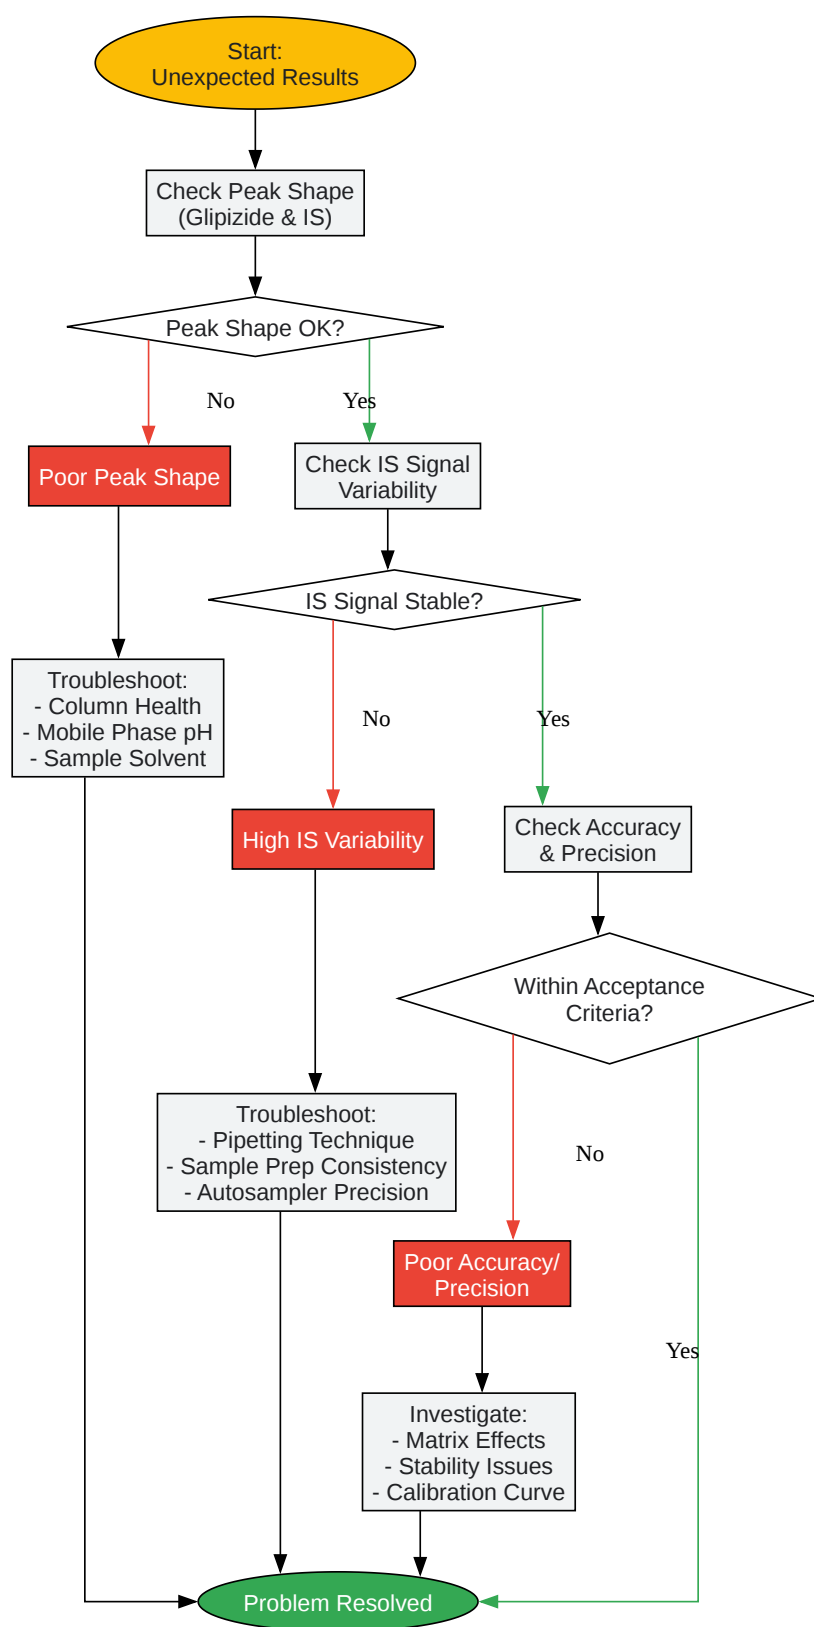 Start:
Unexpected Results
Check Peak Shape
(Glipizide & IS)
Peak Shape OK?
No
Yes
Poor Peak Shape
Check IS Signal
Variability
IS Signal Stable?
Troubleshoot:
- Column Health
- Mobile Phase pH
- Sample Solvent
No
Yes
High IS Variability
Check Accuracy
& Precision
Within Acceptance
Criteria?
Troubleshoot:
- Pipetting Technique
- Sample Prep Consistency
- Autosampler Precision
No
Poor Accuracy/
Precision
Yes
Investigate:
- Matrix Effects
- Stability Issues
- Calibration Curve
Problem Resolved